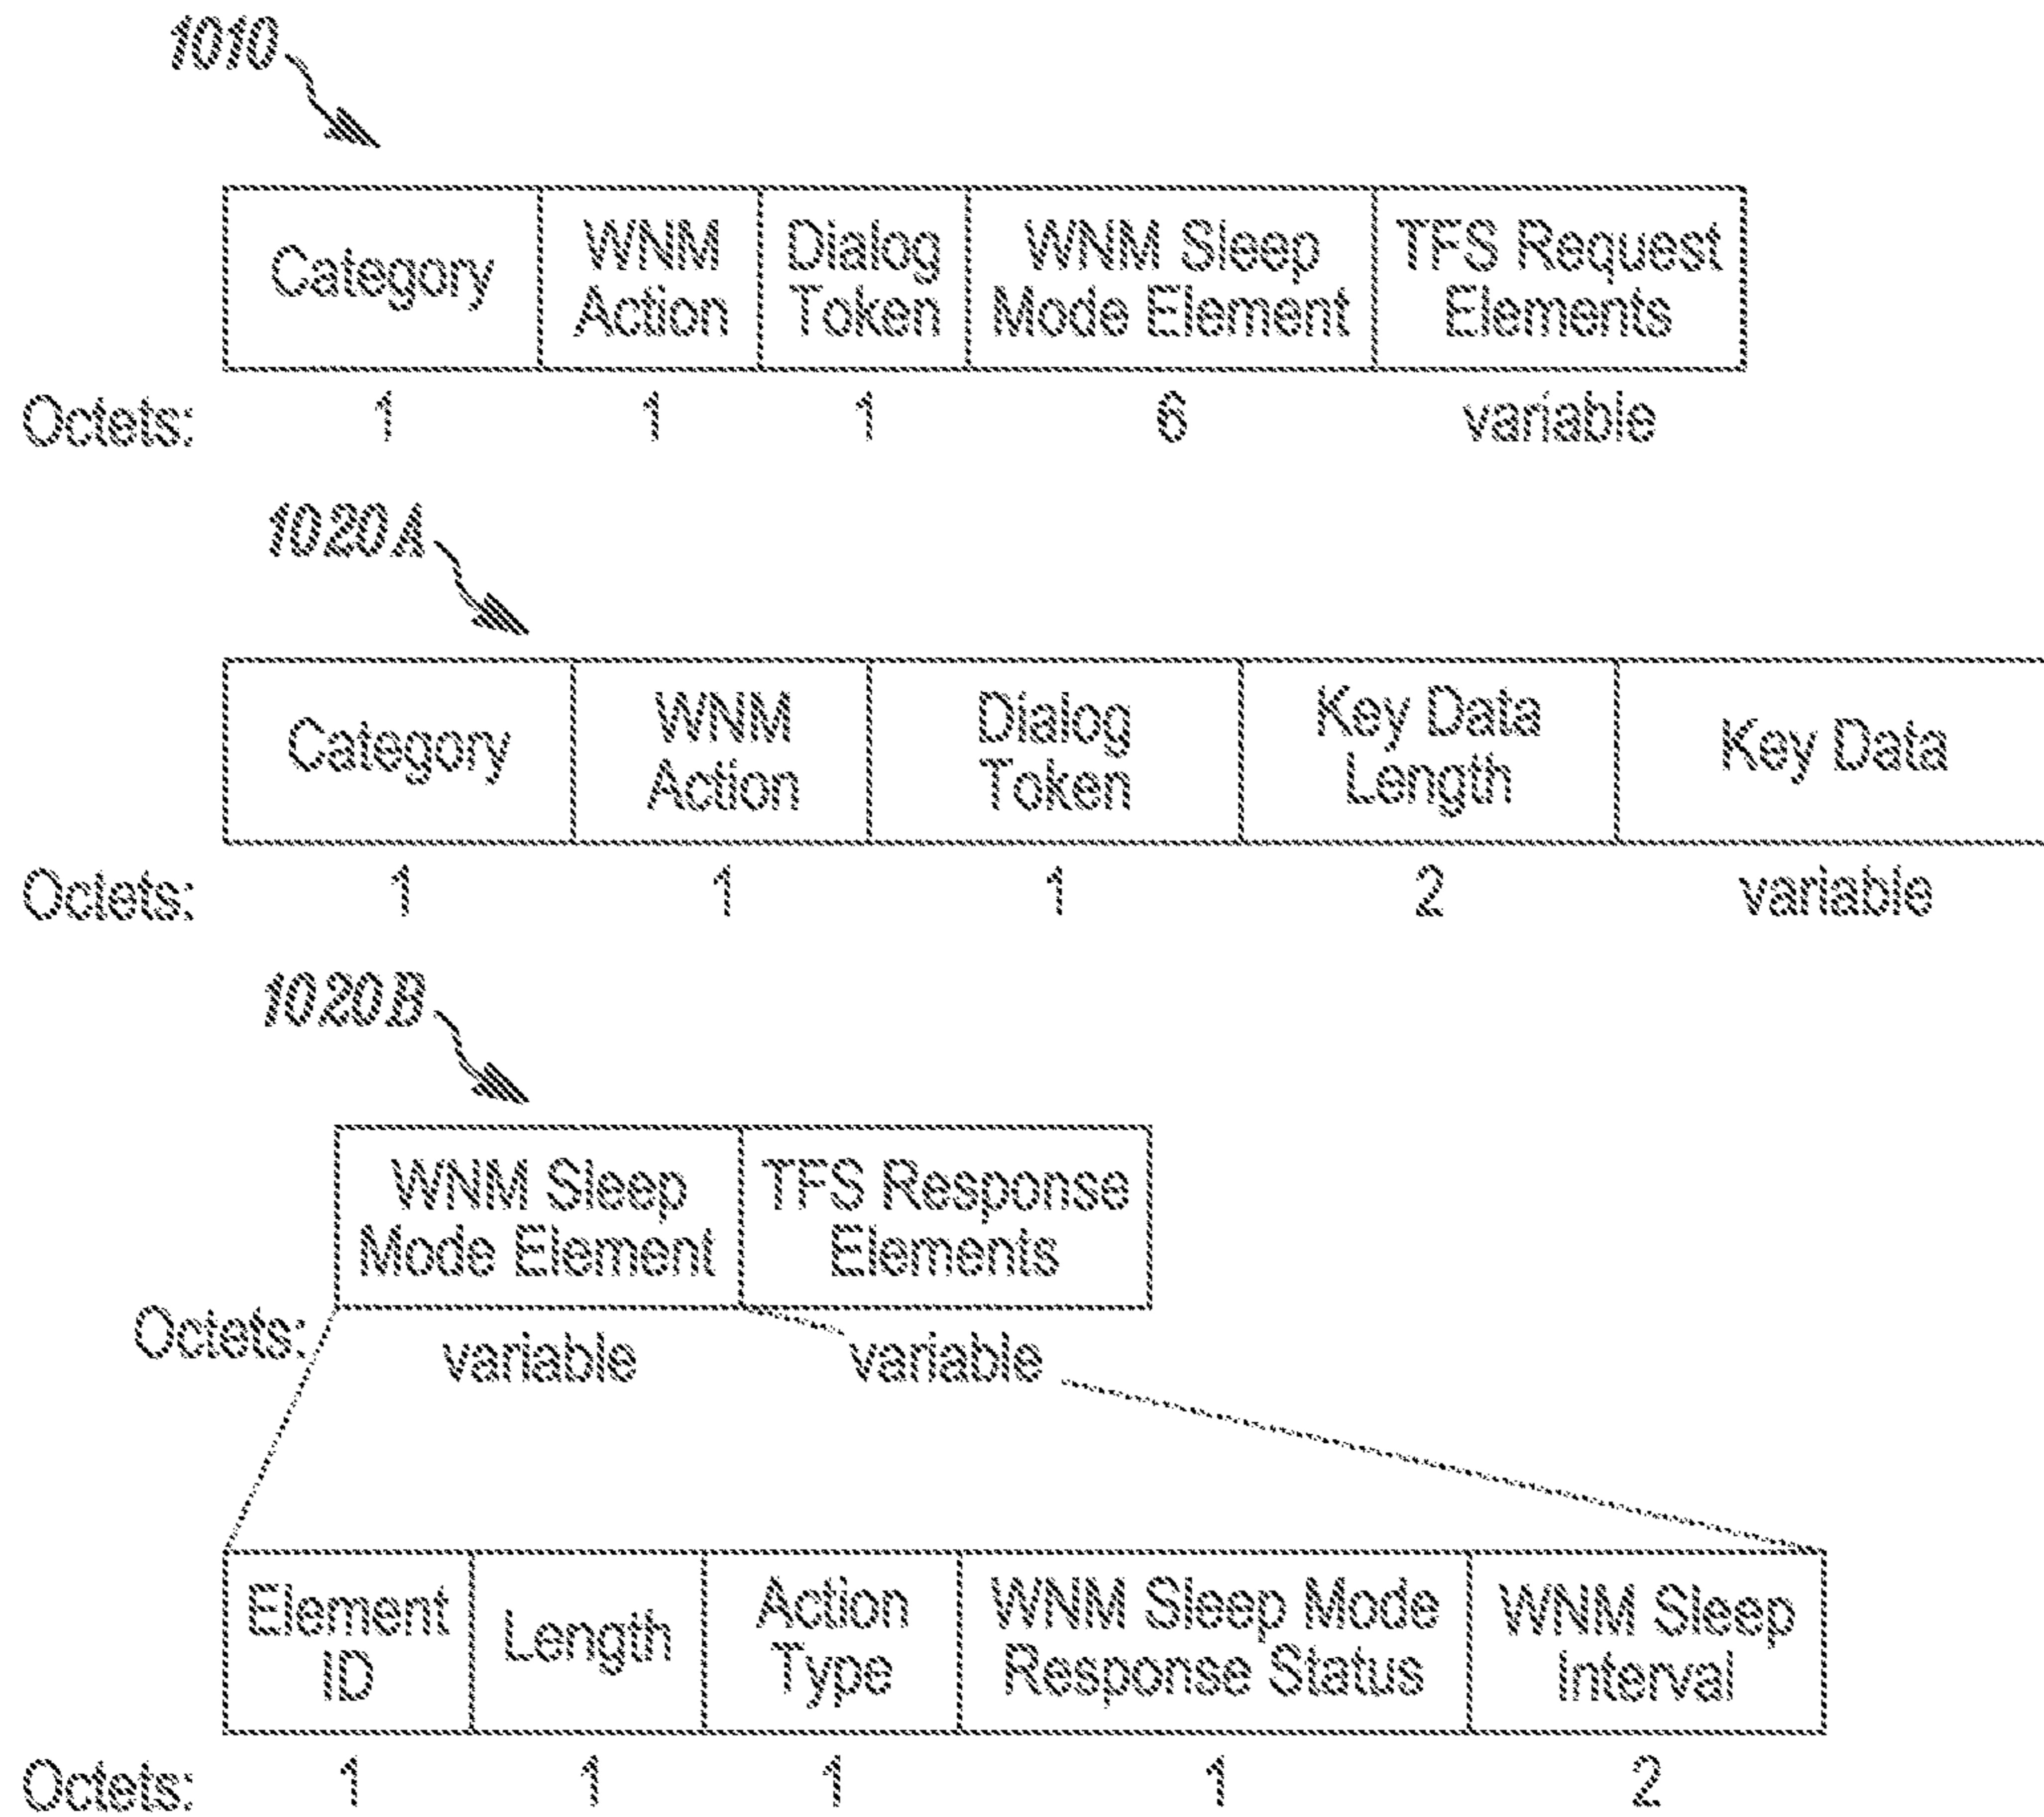 1010
Category
WNM
Action
Dialog
Token
WNM Sleep
Mode Element
TFS Request
Elements
Octets: 1 1 1 6 variable
1020A
Category
WNM
Action
Dialog
Token
Key Data
Length
Key Data
Octets: 1 1 1 2 variable
1020B
WNM Sleep
Mode Element
TFS Response
Elements
Octets: variable variable
Element
ID
Length
Action
Type
WNM Sleep Mode
Response Status
WNM Sleep
Interval
Octets: 1 1 1 1 2